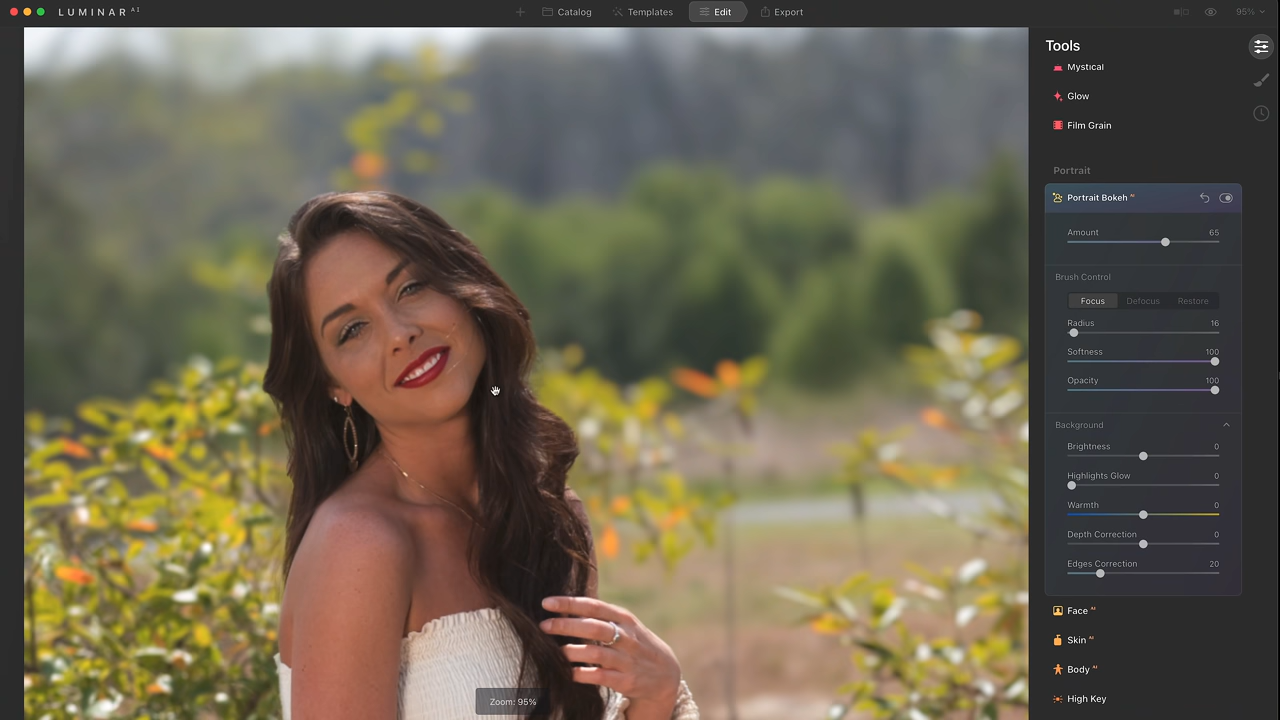 LUMINAR AI
Catalog
Templates
Edit
Export
95%
Tools
Mystical
Glow
Film Grain
Portrait
Portrait Bokeh AI
Amount 65
Brush Control
Focus Defocus Restore
Radius 16
Softness 100
Opacity 100
Background
Brightness 0
Highlights Glow 0
Warmth 0
Depth Correction 0
Edges Correction 20
Face AI
Skin AI
Body AI
High Key
Zoom: 95%